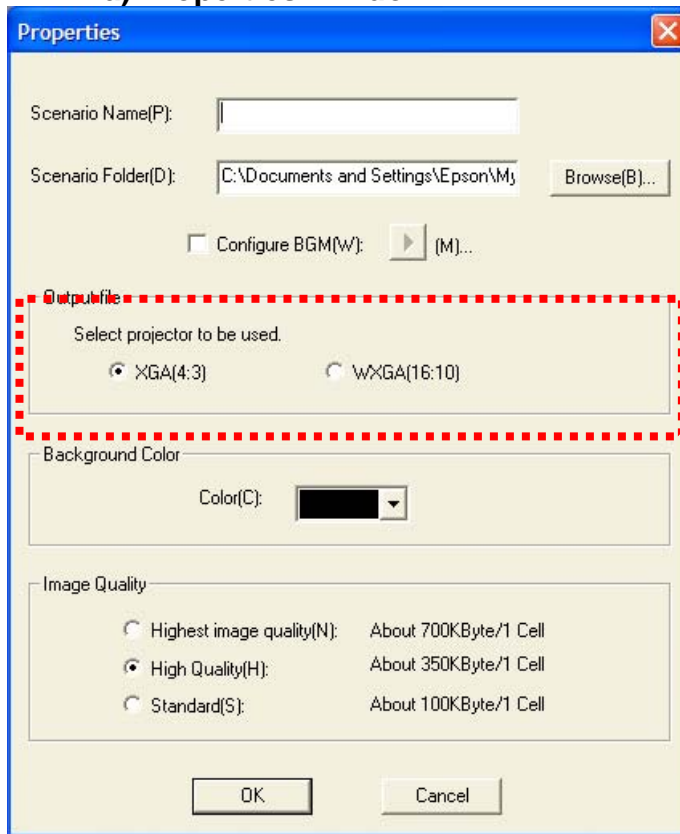 Properties
Scenario Name(P):
Scenario Folder(D): C:\Documents and Settings\Epson\My Browse(B)...
Configure BGM(W): (M)...
Output file
Select projector to be used.
XGA(4:3) WXGA(16:10)
Background Color
Color(C):
Image Quality
Highest image quality(N): About 700KByte/1 Cell
High Quality(H): About 350KByte/1 Cell
Standard(S): About 100KByte/1 Cell
OK Cancel